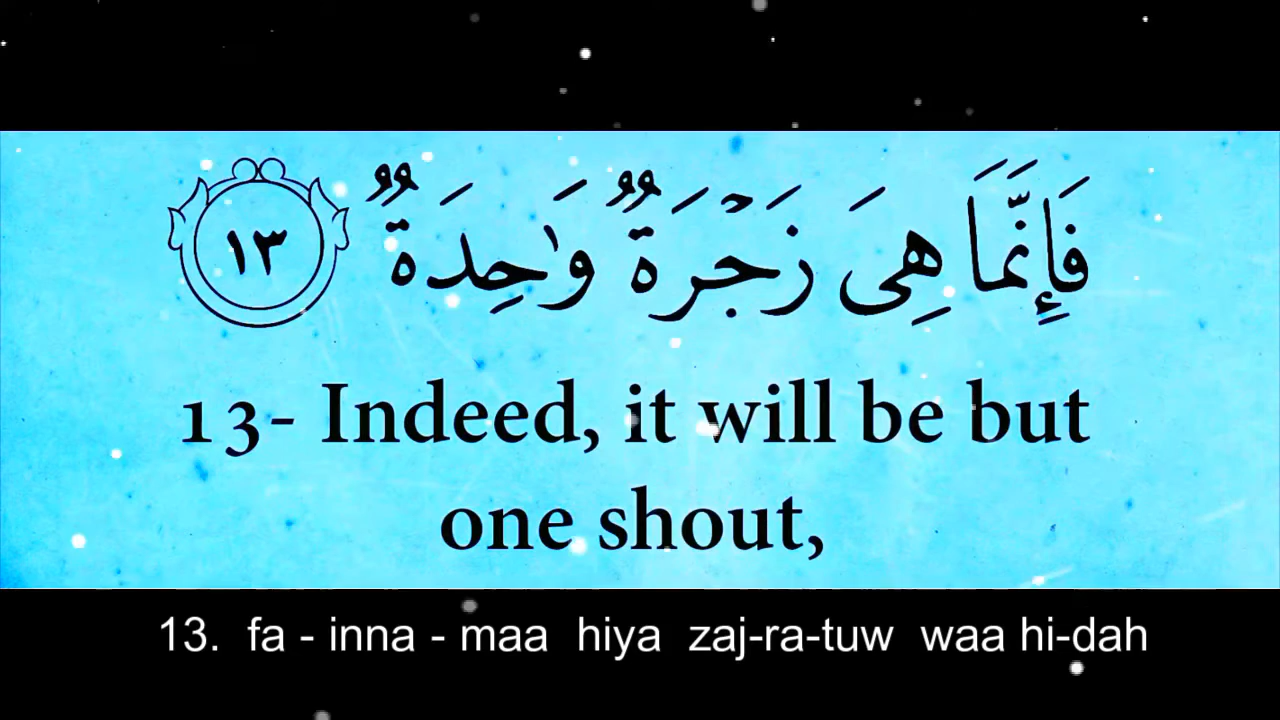 فَإِنَّمَا هِىَ زَجْرَةٌ وَٰحِدَةٌ ١٣
13- Indeed, it will be but
one shout,
13. fa - inna - maa hiya zaj-ra-tuw waa hi-dah